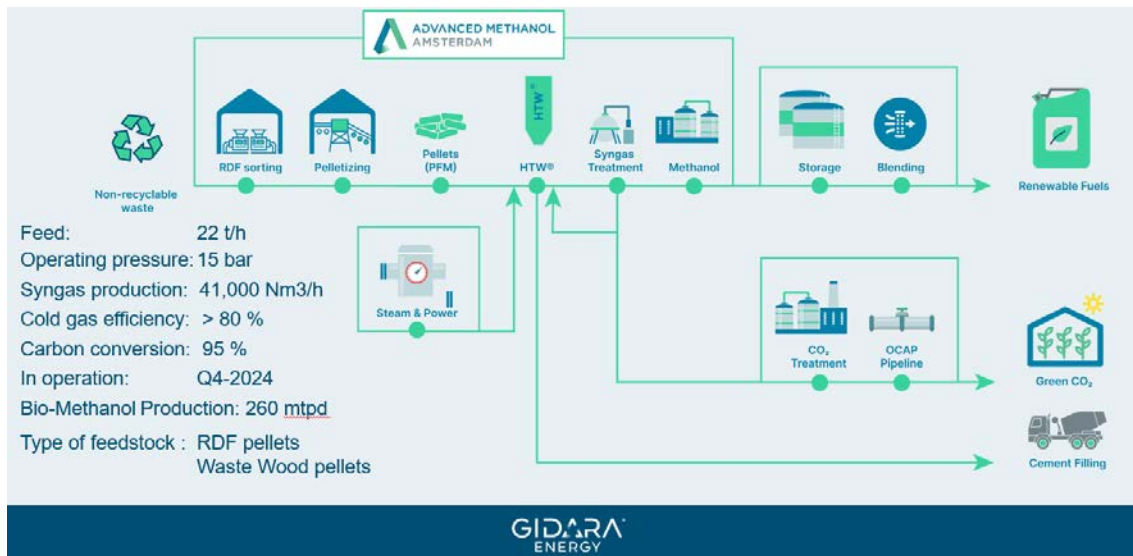 ADVANCED METHANOL
AMSTERDAM
HTW®
RDF sorting
Pelletizing
Pellets
(PFM)
HTW®
Syngas
Treatment
Methanol
Storage
Blending
Non-recyclable
waste
Renewable Fuels
Feed: 22 t/h
Operating pressure: 15 bar
Syngas production: 41,000 Nm3/h
Cold gas efficiency: > 80 %
Carbon conversion: 95 %
In operation: Q4-2024
Bio-Methanol Production: 260 mtpd
Type of feedstock : RDF pellets
Waste Wood pellets
Steam & Power
CO₂
Treatment
OCAP
Pipeline
Green CO₂
Cement Filling
GIDARA
ENERGY